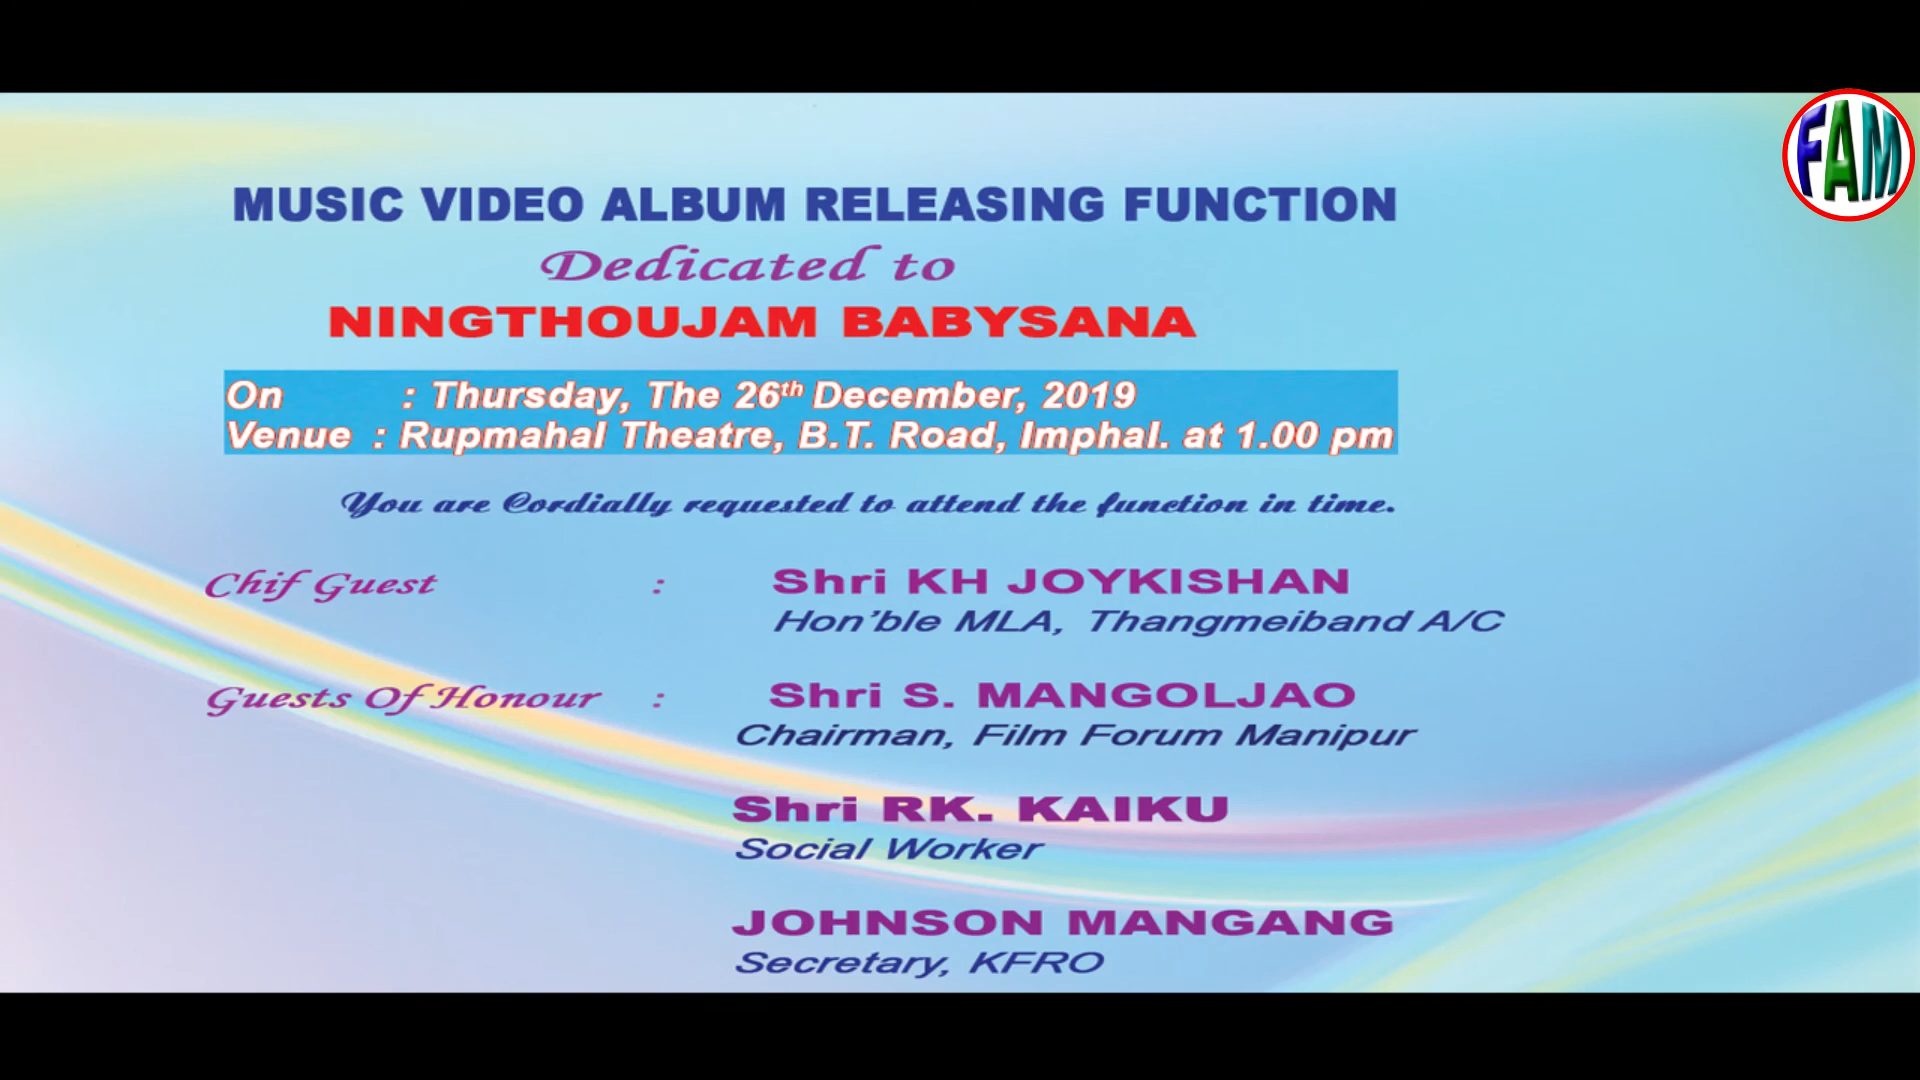 FAM
MUSIC VIDEO ALBUM RELEASING FUNCTION
Dedicated to
NINGTHOUJAM BABYSANA
On : Thursday, The 26th December, 2019
Venue : Rupmahal Theatre, B.T. Road, Imphal. at 1.00 pm
You are Cordially requested to attend the function in time.
Chif Guest : Shri KH JOYKISHAN
Hon'ble MLA, Thangmeiband A/C
Guests Of Honour : Shri S. MANGOLJAO
Chairman, Film Forum Manipur
Shri RK. KAIKU
Social Worker
JOHNSON MANGANG
Secretary, KFRO